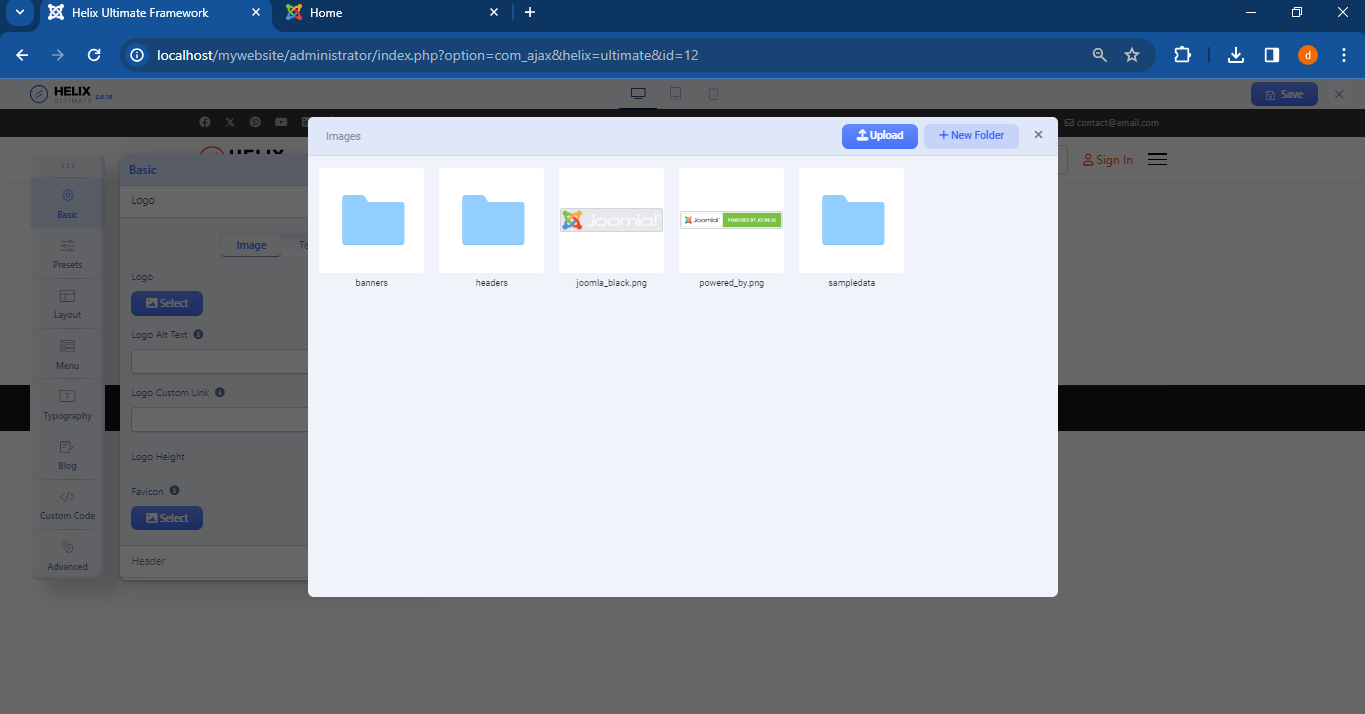 Helix Ultimate Framework
Home
localhost/mywebsite/administrator/index.php?option=com_ajax&helix=ultimate&id=12
d
HELIX
ULTIMATE 2.0.18
Save
contact@email.com
HELIX
Sign In
Images
Upload
New Folder
Basic
Presets
Layout
Menu
Typography
Blog
Custom Code
Advanced
Basic
Logo
Image
Te
Logo
Select
Logo Alt Text
Logo Custom Link
Logo Height
Favicon
Select
Header
Joomla!
Joomla! POWERED BY JOOMLA!
banners
headers
joomla_black.png
powered_by.png
sampledata